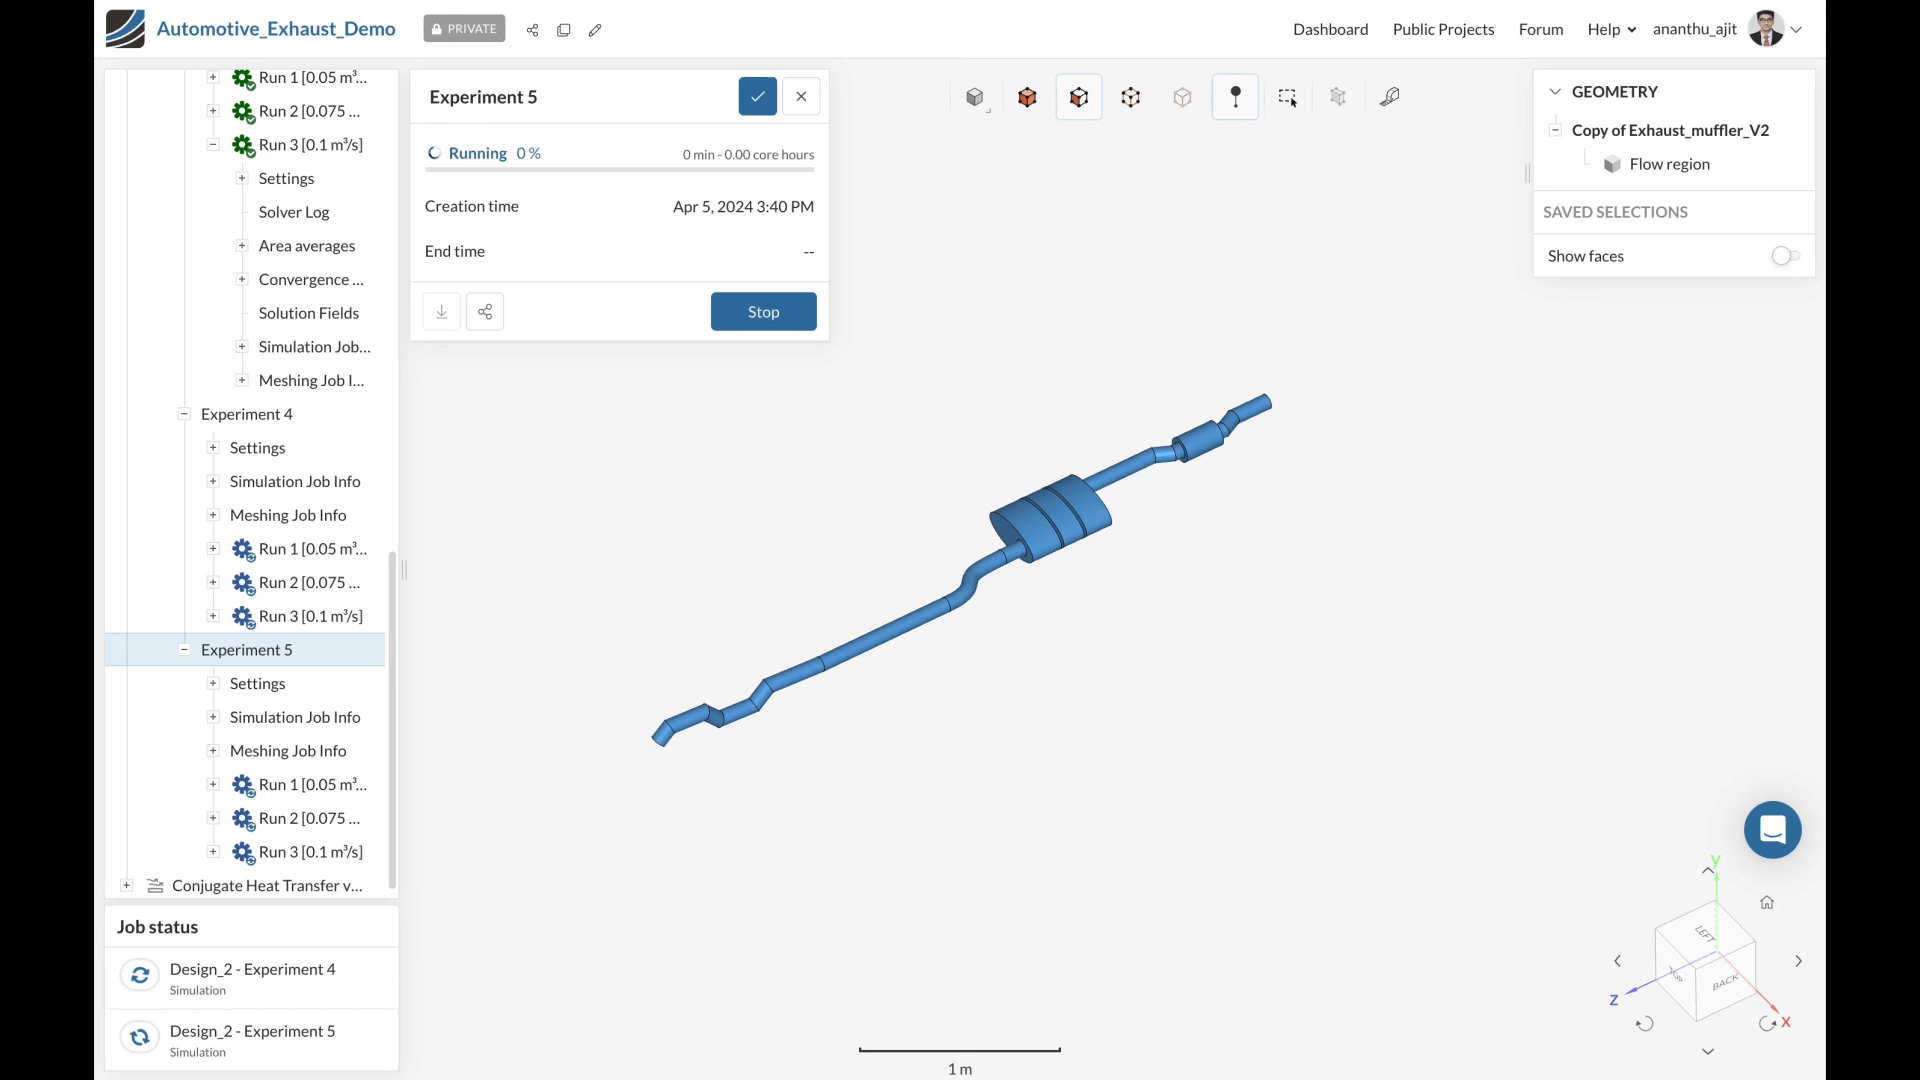 Automotive_Exhaust_Demo
PRIVATE
Dashboard
Public Projects
Forum
Help
ananthu_ajit
Run 1 [0.05 m³...
Run 2 [0.075 ...
Run 3 [0.1 m³/s]
Settings
Solver Log
Area averages
Convergence ...
Solution Fields
Simulation Job...
Meshing Job I...
Experiment 4
Settings
Simulation Job Info
Meshing Job Info
Run 1 [0.05 m³...
Run 2 [0.075 ...
Run 3 [0.1 m³/s]
Experiment 5
Settings
Simulation Job Info
Meshing Job Info
Run 1 [0.05 m³...
Run 2 [0.075 ...
Run 3 [0.1 m³/s]
Conjugate Heat Transfer v...
Job status
Design_2 - Experiment 4
Simulation
Design_2 - Experiment 5
Simulation
Experiment 5
Running 0 %
0 min - 0.00 core hours
Creation time
Apr 5, 2024 3:40 PM
End time
--
Stop
GEOMETRY
Copy of Exhaust_muffler_V2
Flow region
SAVED SELECTIONS
Show faces
1 m
y
LEFT
TOP
BACK
Z
X